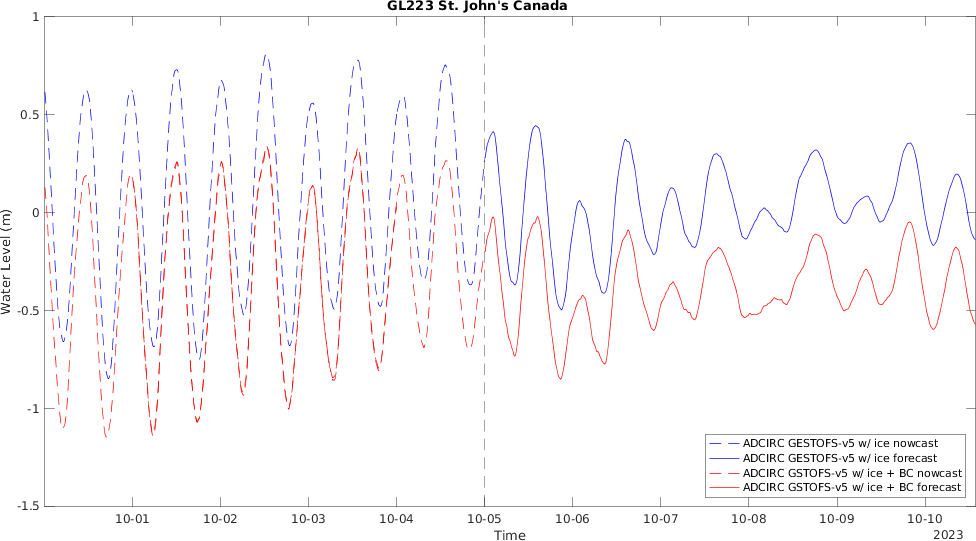 GL223 St. John's Canada
1
0.5
0
-0.5
-1
-1.5
Water Level (m)
10-01 10-02 10-03 10-04 10-05 10-06 10-07 10-08 10-09 10-10
Time
2023
ADCIRC GESTOFS-v5 w/ ice nowcast
ADCIRC GESTOFS-v5 w/ ice forecast
ADCIRC GSTOFS-v5 w/ ice + BC nowcast
ADCIRC GSTOFS-v5 w/ ice + BC forecast